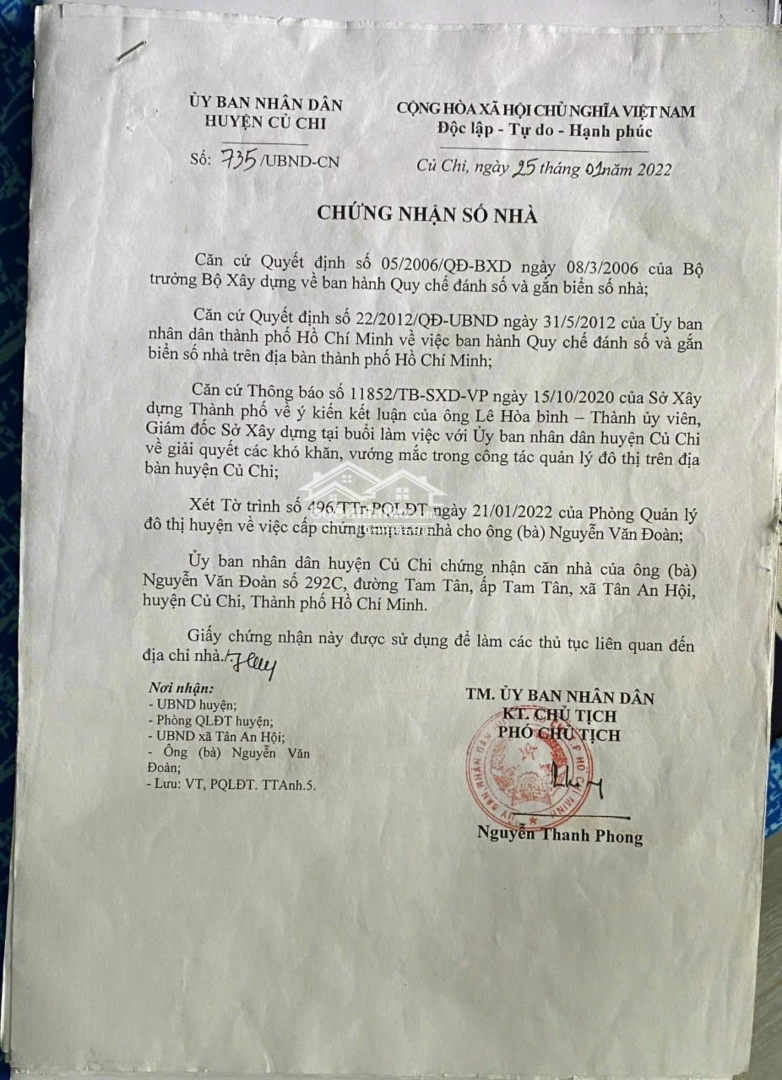 ỦY BAN NHÂN DÂN
HUYỆN CỦ CHI
Số: 735/UBND-CN
CỘNG HÒA XÃ HỘI CHỦ NGHĨA VIỆT NAM
Độc lập - Tự do - Hạnh phúc
Củ Chi, ngày 25 tháng 01 năm 2022
CHỨNG NHẬN SỐ NHÀ
Căn cứ Quyết định số 05/2006/QĐ-BXD ngày 08/3/2006 của Bộ
trưởng Bộ Xây dựng về ban hành Quy chế đánh số và gắn biển số nhà;
Căn cứ Quyết định số 22/2012/QĐ-UBND ngày 31/5/2012 của Ủy ban
nhân dân thành phố Hồ Chí Minh về việc ban hành Quy chế đánh số và gắn
biển số nhà trên địa bàn thành phố Hồ Chí Minh;
Căn cứ Thông báo số 11852/TB-SXD-VP ngày 15/10/2020 của Sở Xây
dựng Thành phố về ý kiến kết luận của ông Lê Hòa bình – Thành ủy viên,
Giám đốc Sở Xây dựng tại buổi làm việc với Ủy ban nhân dân huyện Củ Chi
về giải quyết các khó khăn, vướng mắc trong công tác quản lý đô thị trên địa
bàn huyện Củ Chi;
Xét Tờ trình số 496/TTr-PQLĐT ngày 21/01/2022 của Phòng Quản lý
đô thị huyện về việc cấp chứng nhà cho ông (bà) Nguyễn Văn Đoàn;
Ủy ban nhân dân huyện Củ Chi chứng nhận căn nhà của ông (bà)
Nguyễn Văn Đoàn số 292C, đường Tam Tân, ấp Tam Tân, xã Tân An Hội,
huyện Củ Chi, Thành phố Hồ Chí Minh.
Giấy chứng nhận này được sử dụng để làm các thủ tục liên quan đến
địa chỉ nhà./.
Nơi nhận:
- UBND huyện;
- Phòng QLĐT huyện;
- UBND xã Tân An Hội;
- Ông (bà) Nguyễn Văn
Đoàn;
- Lưu: VT, PQLĐT. TTAnh.5.
TM. ỦY BAN NHÂN DÂN
KT. CHỦ TỊCH
PHÓ CHỦ TỊCH
Nguyễn Thanh Phong